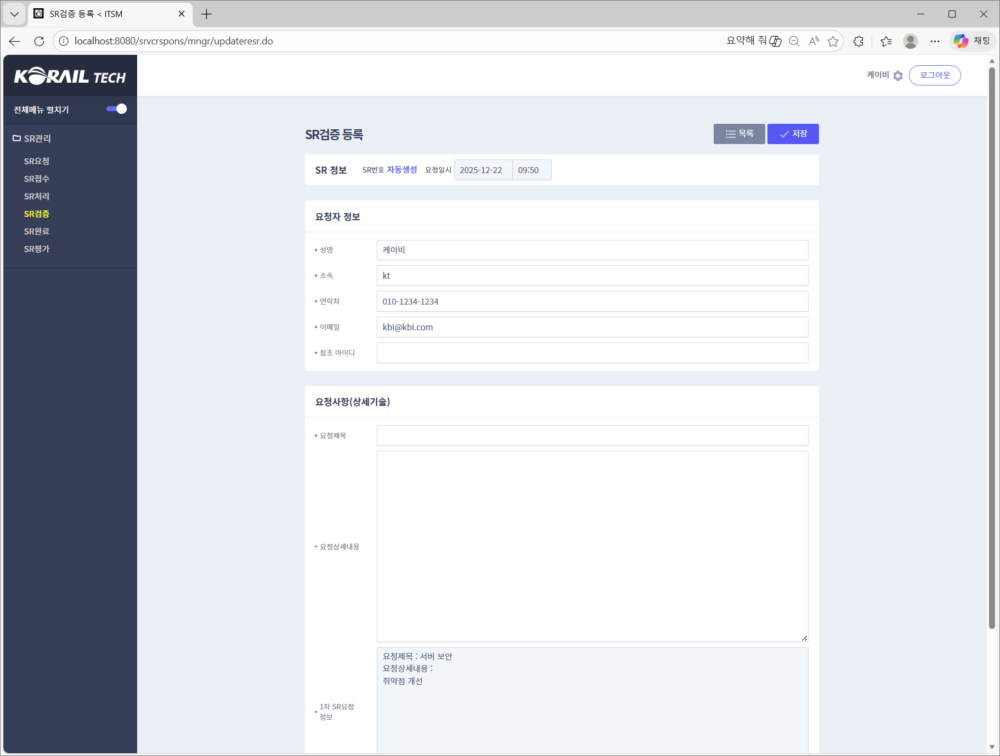 SR검증 등록 < ITSM
localhost:8080/srvcrspons/mngr/updateresr.do
요약해 줘
채팅
KORAIL TECH
케이비
로그아웃
전체메뉴 펼치기
SR관리
SR요청
SR접수
SR처리
SR검증
SR완료
SR평가
SR검증 등록
목록
저장
SR 정보 SR번호 자동생성 요청일시 2025-12-22 09:50
요청자 정보
성명 케이비
소속 kt
연락처 010-1234-1234
이메일 kbi@kbi.com
참조 아이디
요청사항(상세기술)
요청제목
요청상세내용
1차 SR요청
정보
요청제목 : 서버 보안
요청상세내용 :
취약점 개선